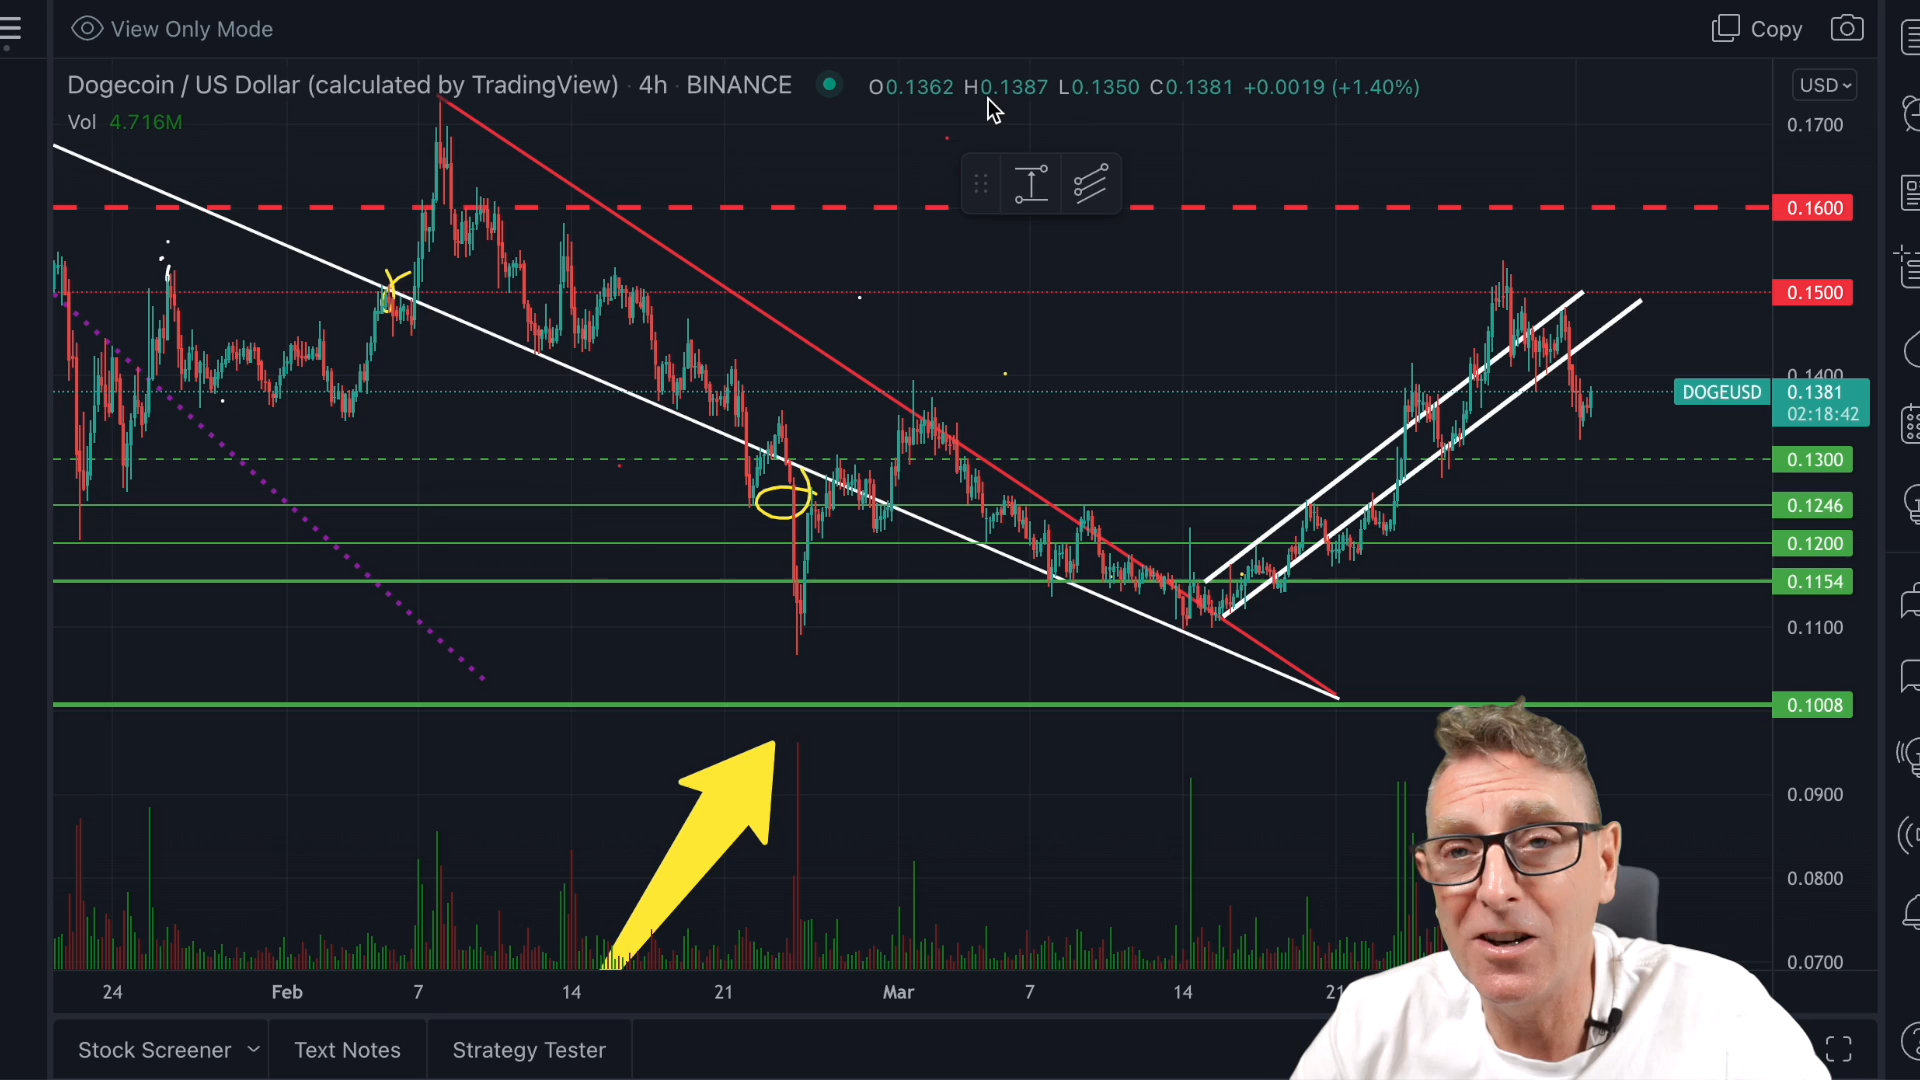 View Only Mode
Copy
Dogecoin / US Dollar (calculated by TradingView) · 4h · BINANCE O0.1362 H0.1387 L0.1350 C0.1381 +0.0019 (+1.40%)
USD
Vol 4.716M
0.1700
0.1600
0.1500
0.1400
DOGEUSD 0.1381
02:18:42
0.1300
0.1246
0.1200
0.1154
0.1100
0.1008
0.0900
0.0800
0.0700
24 Feb 7 14 21 Mar 7 14 21
Stock Screener Text Notes Strategy Tester